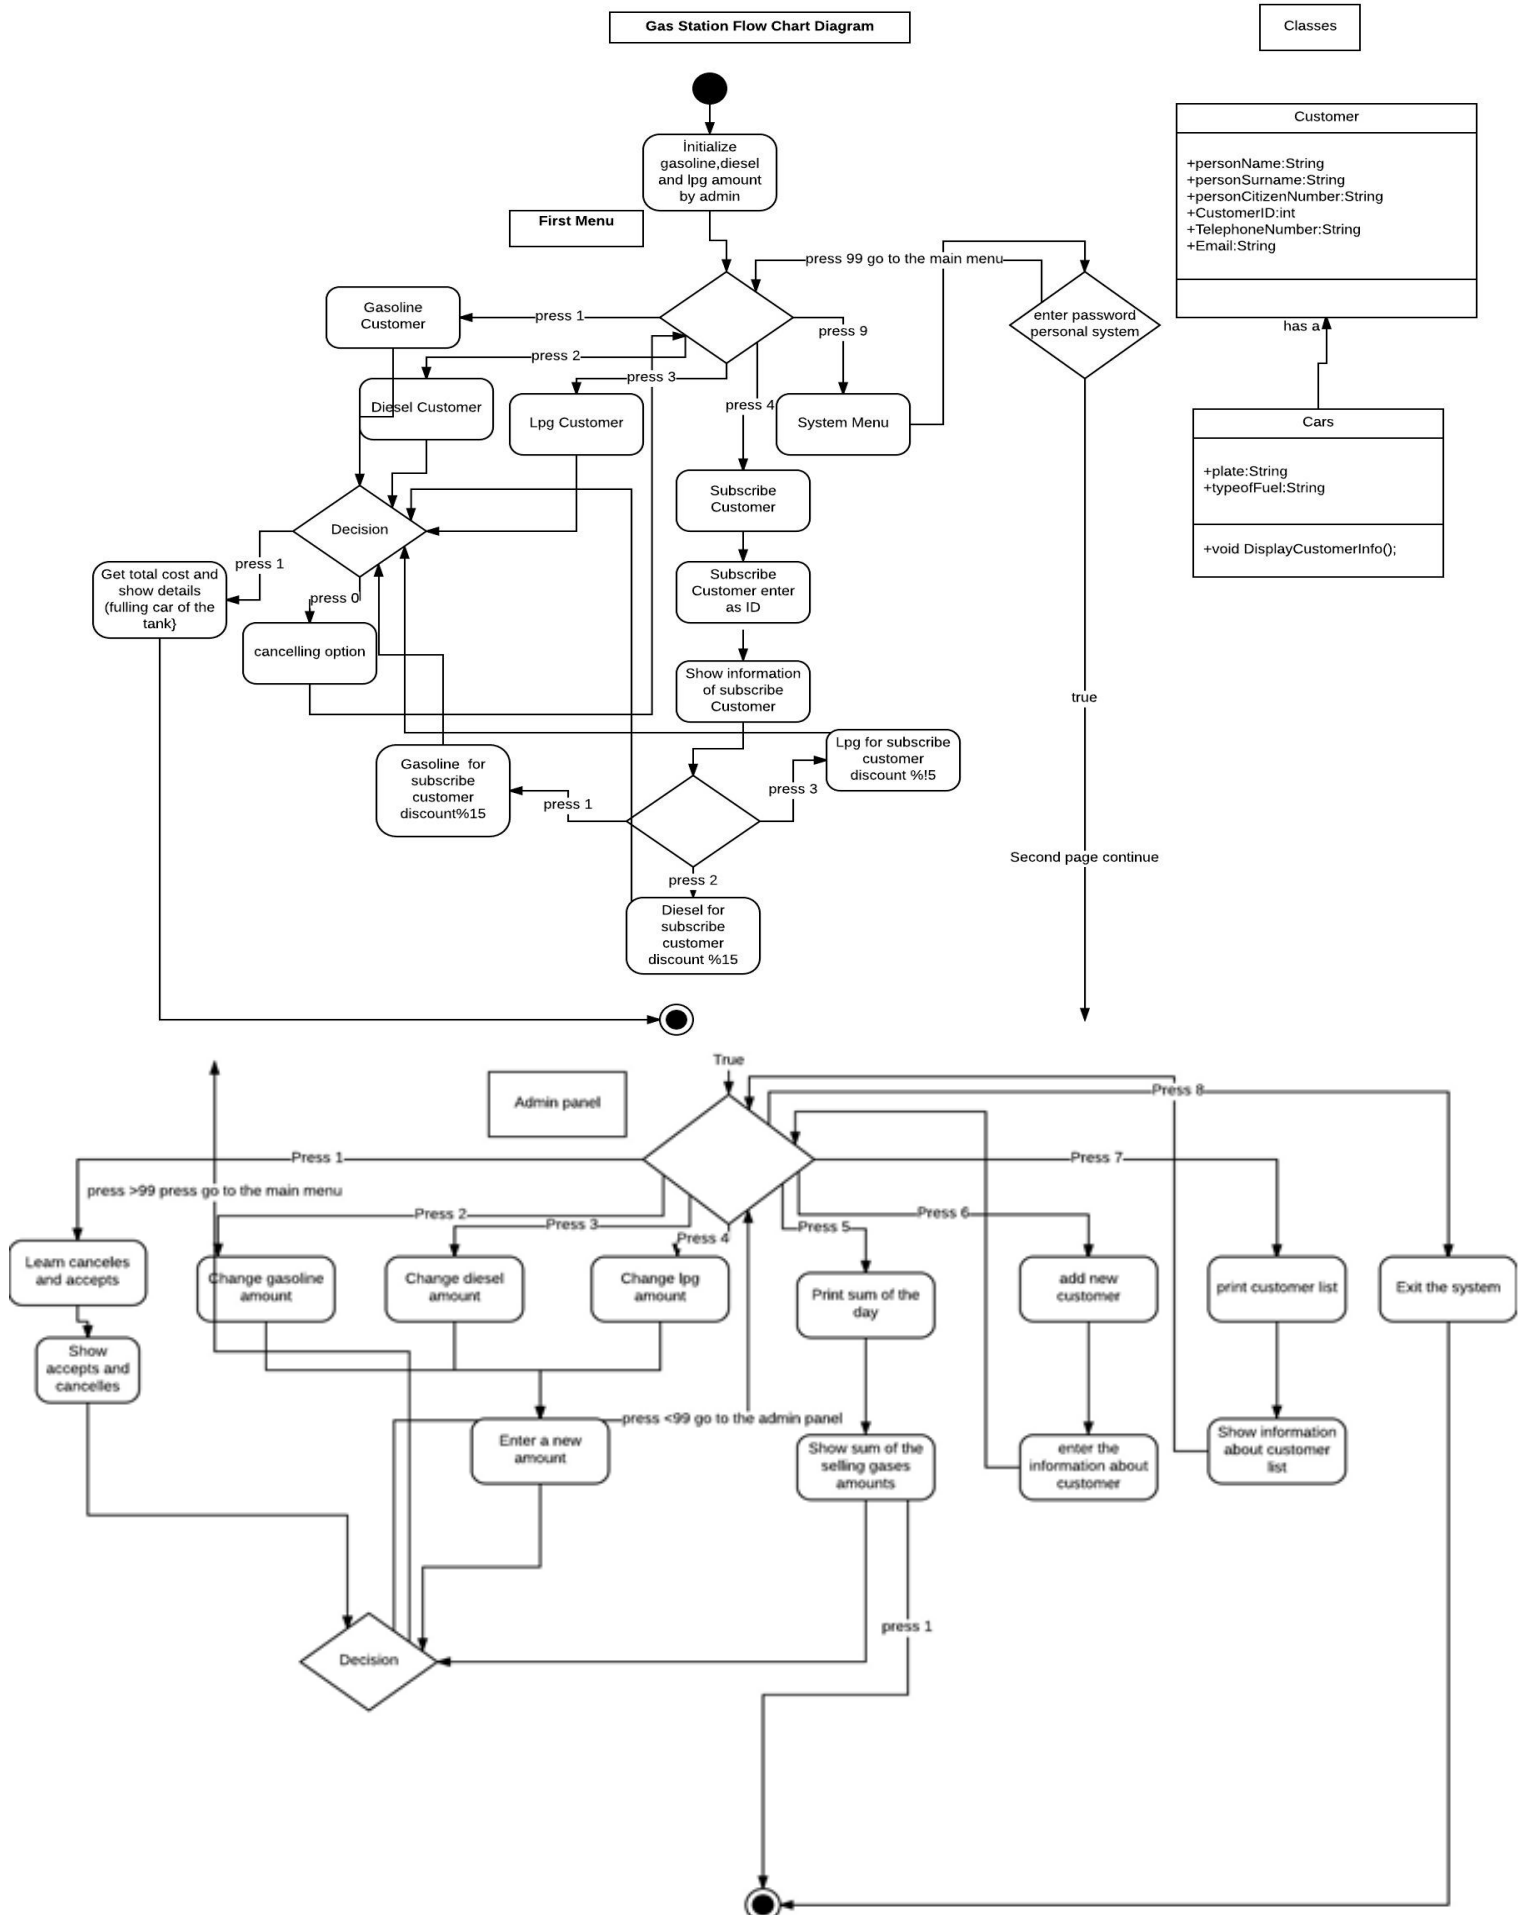 Gas Station Flow Chart Diagram
Classes
İnitialize
gasoline,diesel
and lpg amount
by admin
First Menu
Customer
+personName:String
+personSurname:String
+personCitizenNumber:String
+CustomerID:int
+TelephoneNumber:String
+Email:String
has a
Cars
+plate:String
+typeofFuel:String
+void DisplayCustomerInfo();
press 99 go to the main menu
enter password
personal system
Gasoline
Customer
press 1
press 9
press 2
press 3
press 4
Diesel Customer
Lpg Customer
System Menu
Subscribe
Customer
Decision
press 1
Get total cost and
show details
(fulling car of the
tank}
press 0
cancelling option
Subscribe
Customer enter
as ID
Show information
of subscribe
Customer
true
Lpg for subscribe
customer
discount %!5
Gasoline  for
subscribe
customer
discount%15
press 1
press 3
press 2
Second page continue
Diesel for
subscribe
customer
discount %15
True
Admin panel
Press 8
Press 1
Press 7
press >99 press go to the main menu
Press 2
Press 3
Press 4
Press 5
Press 6
Learn canceles
and accepts
Change gasoline
amount
Change diesel
amount
Change lpg
amount
Print sum of the
day
add new
customer
print customer list
Exit the system
Show
accepts and
cancelles
press <99 go to the admin panel
Enter a new
amount
Show sum of the
selling gases
amounts
enter the
information about
customer
Show information
about customer
list
press 1
Decision